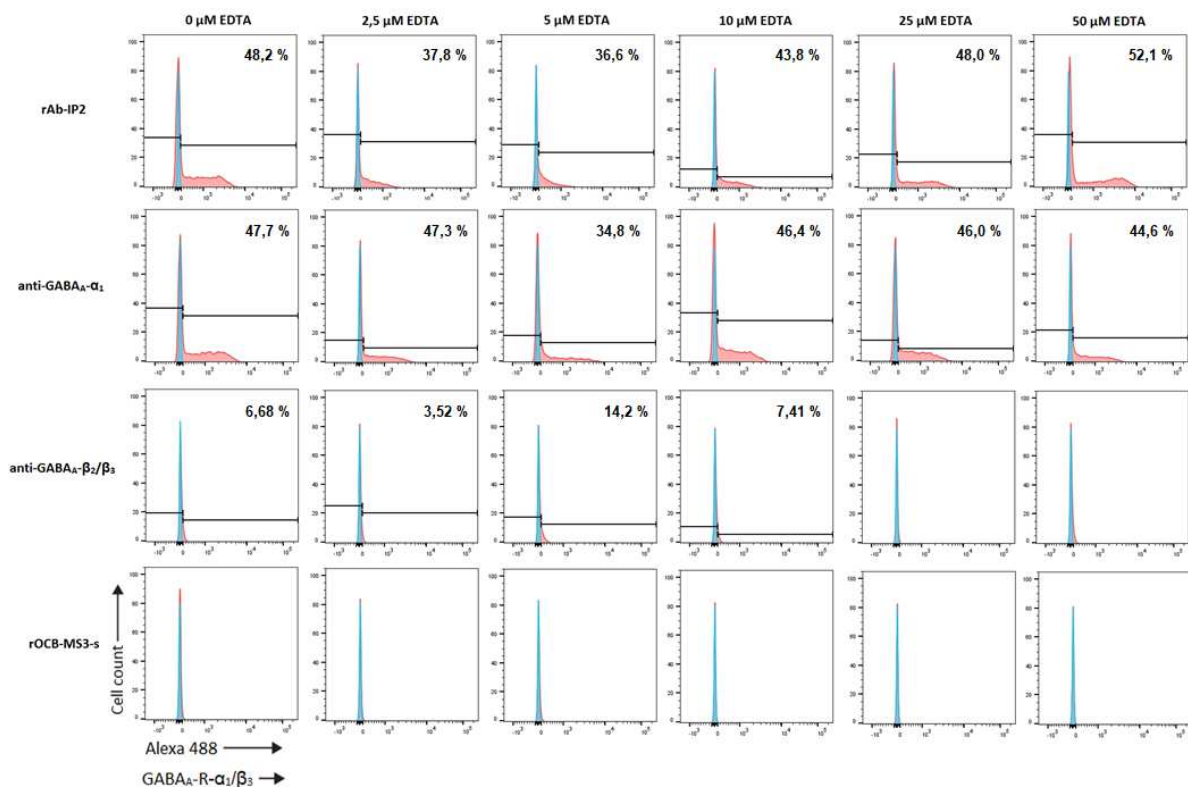 0 µM EDTA 2,5 µM EDTA 5 µM EDTA 10 µM EDTA 25 µM EDTA 50 µM EDTA
rAb-IP2 48,2 % 37,8 % 36,6 % 43,8 % 48,0 % 52,1 %
anti-GABA_A-α₁ 47,7 % 47,3 % 34,8 % 46,4 % 46,0 % 44,6 %
anti-GABA_A-β₂/β₃ 6,68 % 3,52 % 14,2 % 7,41 %
rOCB-MS3-s
Cell count
Alexa 488
GABA_A-R-α₁/β₃